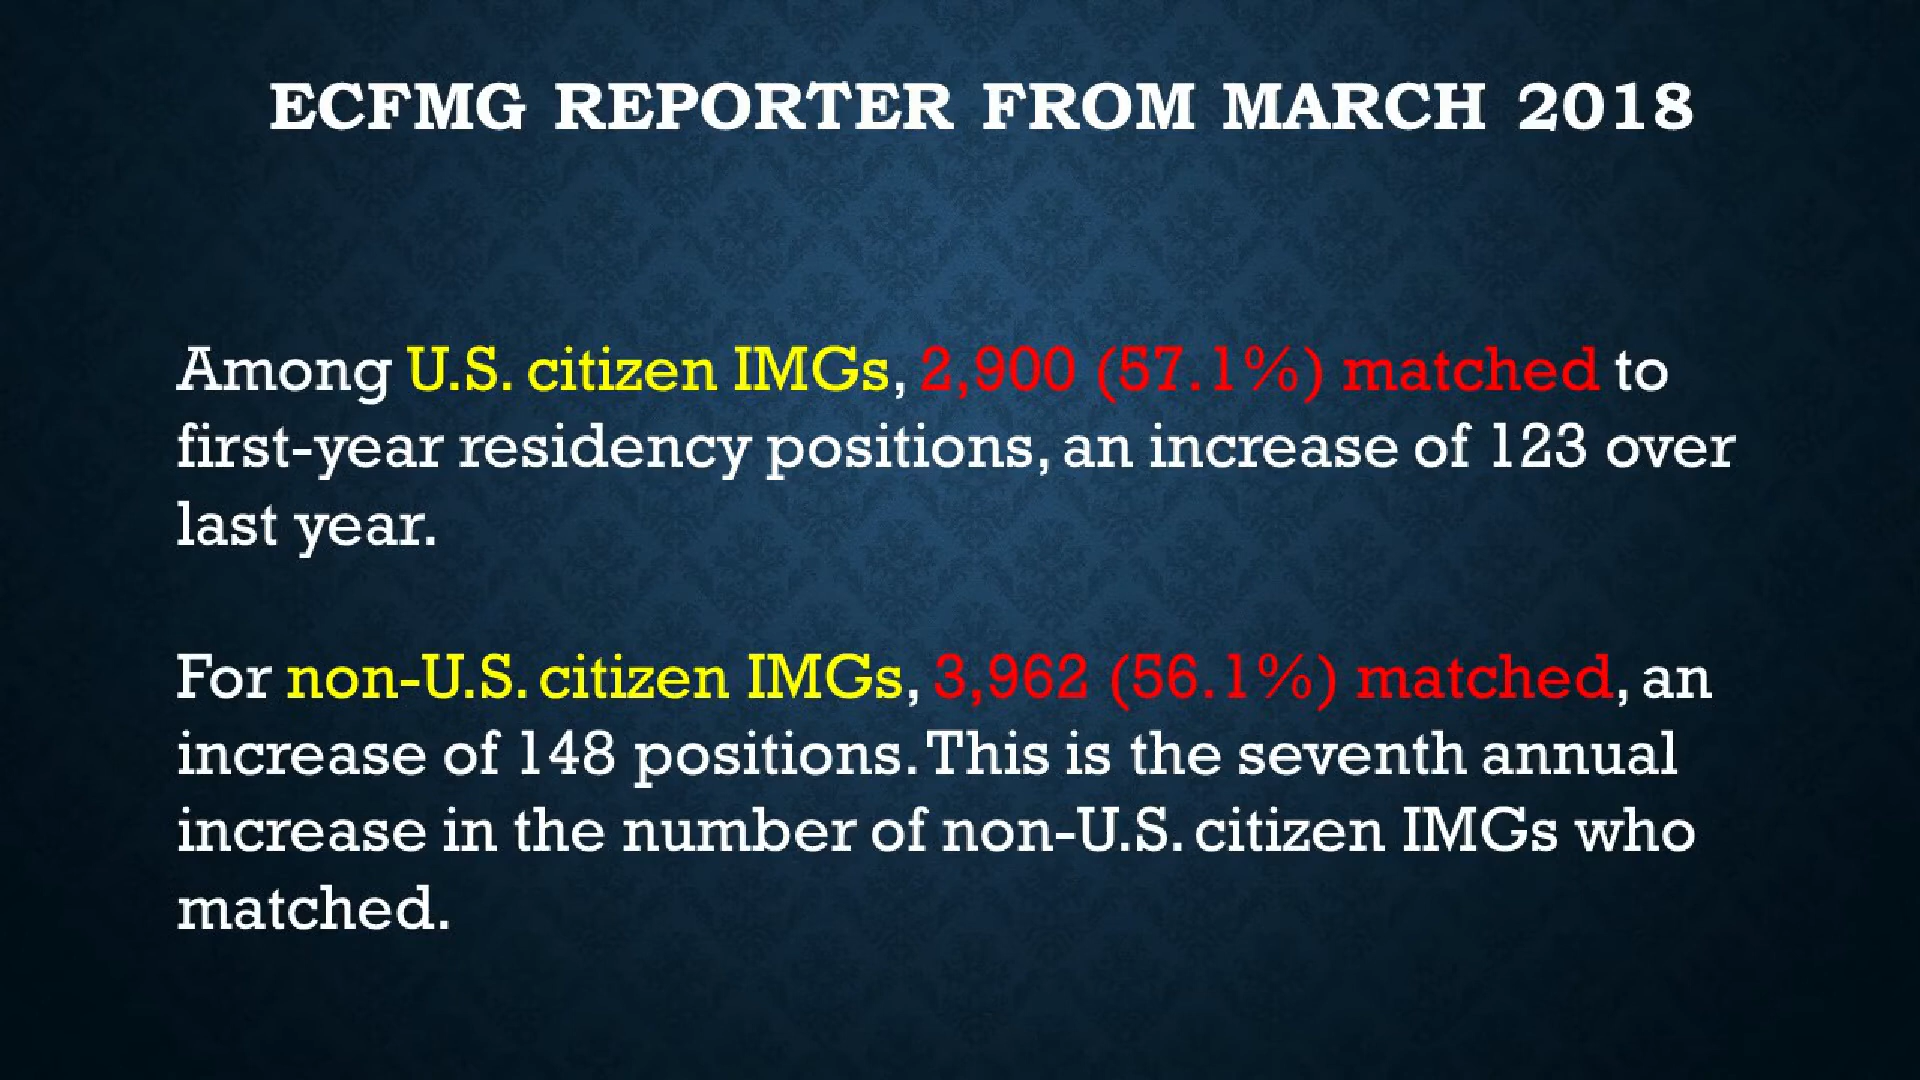 ECFMG REPORTER FROM MARCH 2018
Among U.S. citizen IMGs, 2,900 (57.1%) matched to
first-year residency positions, an increase of 123 over
last year.
For non-U.S. citizen IMGs, 3,962 (56.1%) matched, an
increase of 148 positions. This is the seventh annual
increase in the number of non-U.S. citizen IMGs who
matched.